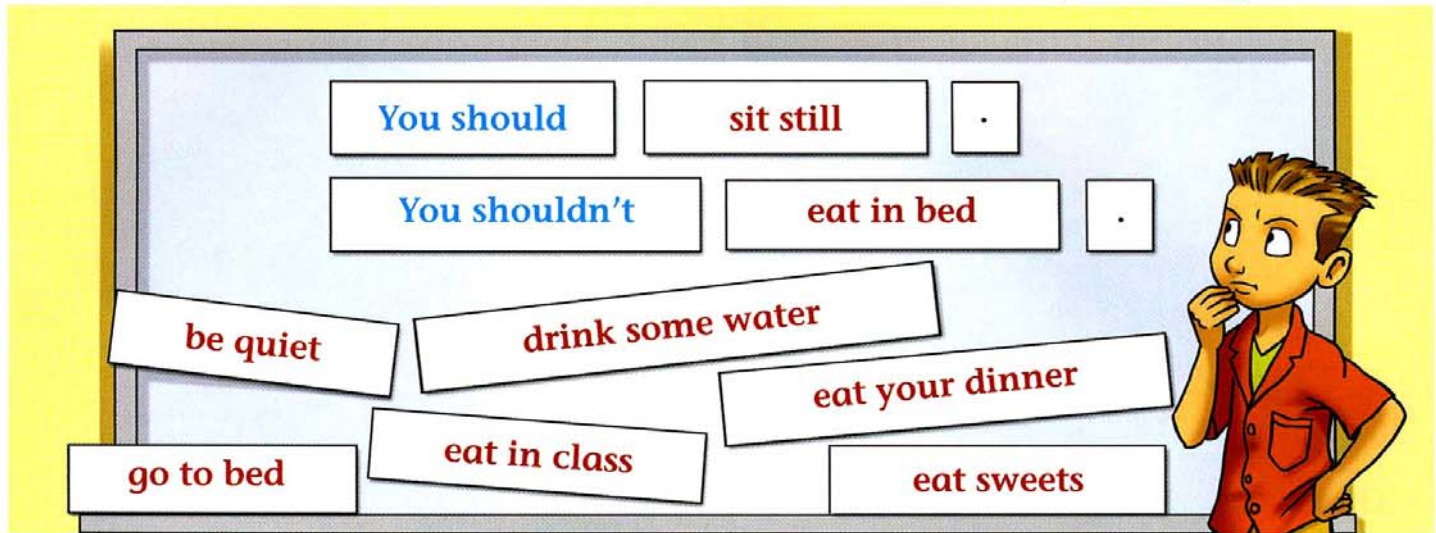 You should sit still .
You shouldn't eat in bed .
be quiet
drink some water
eat your dinner
go to bed
eat in class
eat sweets